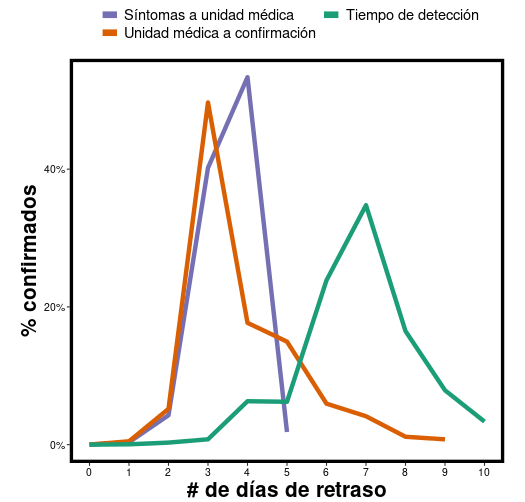 Síntomas a unidad médica Tiempo de detección
Unidad médica a confirmación
% confirmados
40%
20%
0%
0 1 2 3 4 5 6 7 8 9 10
# de días de retraso